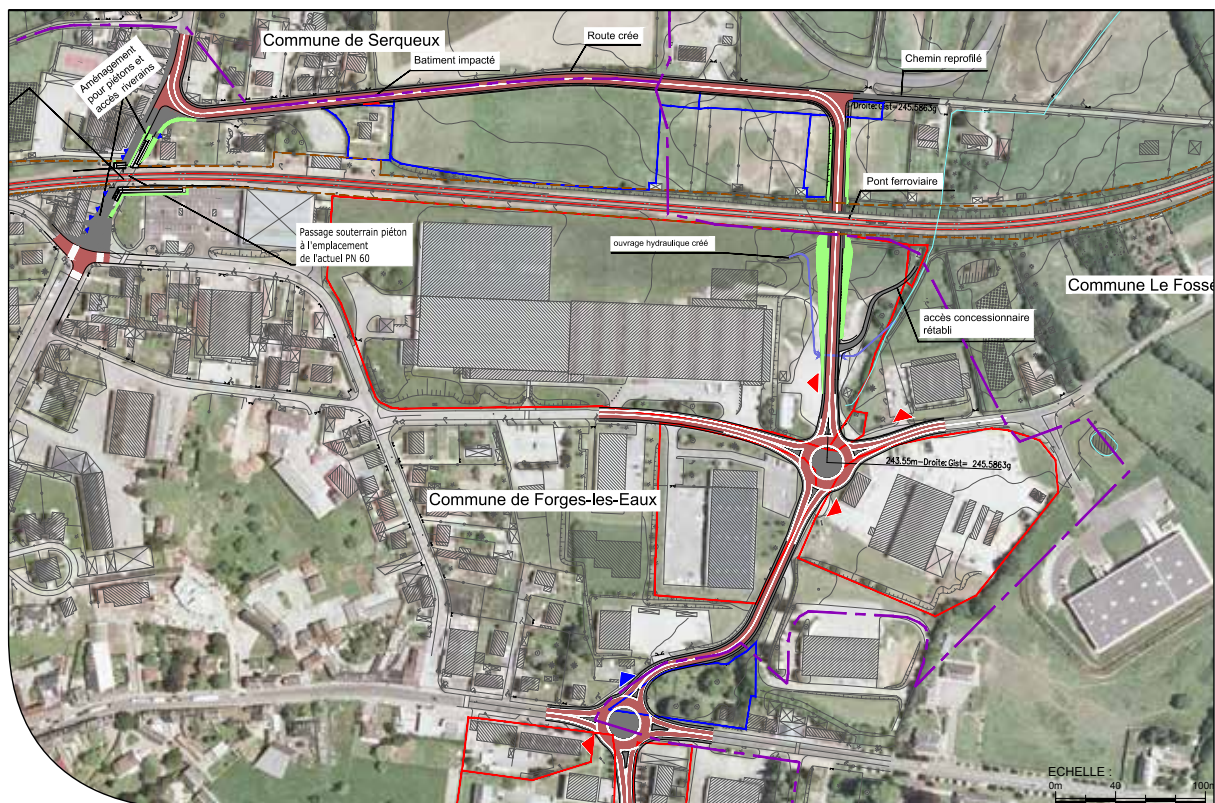 Commune de Serqueux
Route crée
Batiment impacté
Chemin reprofilé
Aménagement
pour piétons et
accès riverains
Droite: Gist=245.5863g
Pont ferroviaire
Passage souterrain piéton
à l'emplacement
de l'actuel PN 60
ouvrage hydraulique créé
Commune Le Fosse
accès concessionnaire
rétabli
243.55m-Droite: Gist= 245.5863g
Commune de Forges-les-Eaux
ECHELLE :
0m 40 100m